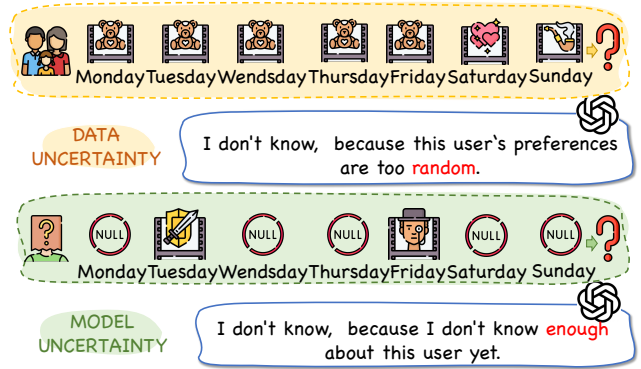 Monday Tuesday Wendsday Thursday Friday Saturday Sunday
DATA
UNCERTAINTY
I don't know, because this user's preferences
are too random.
NULL NULL NULL NULL NULL
Monday Tuesday Wendsday Thursday Friday Saturday Sunday
MODEL
UNCERTAINTY
I don't know, because I don't know enough
about this user yet.